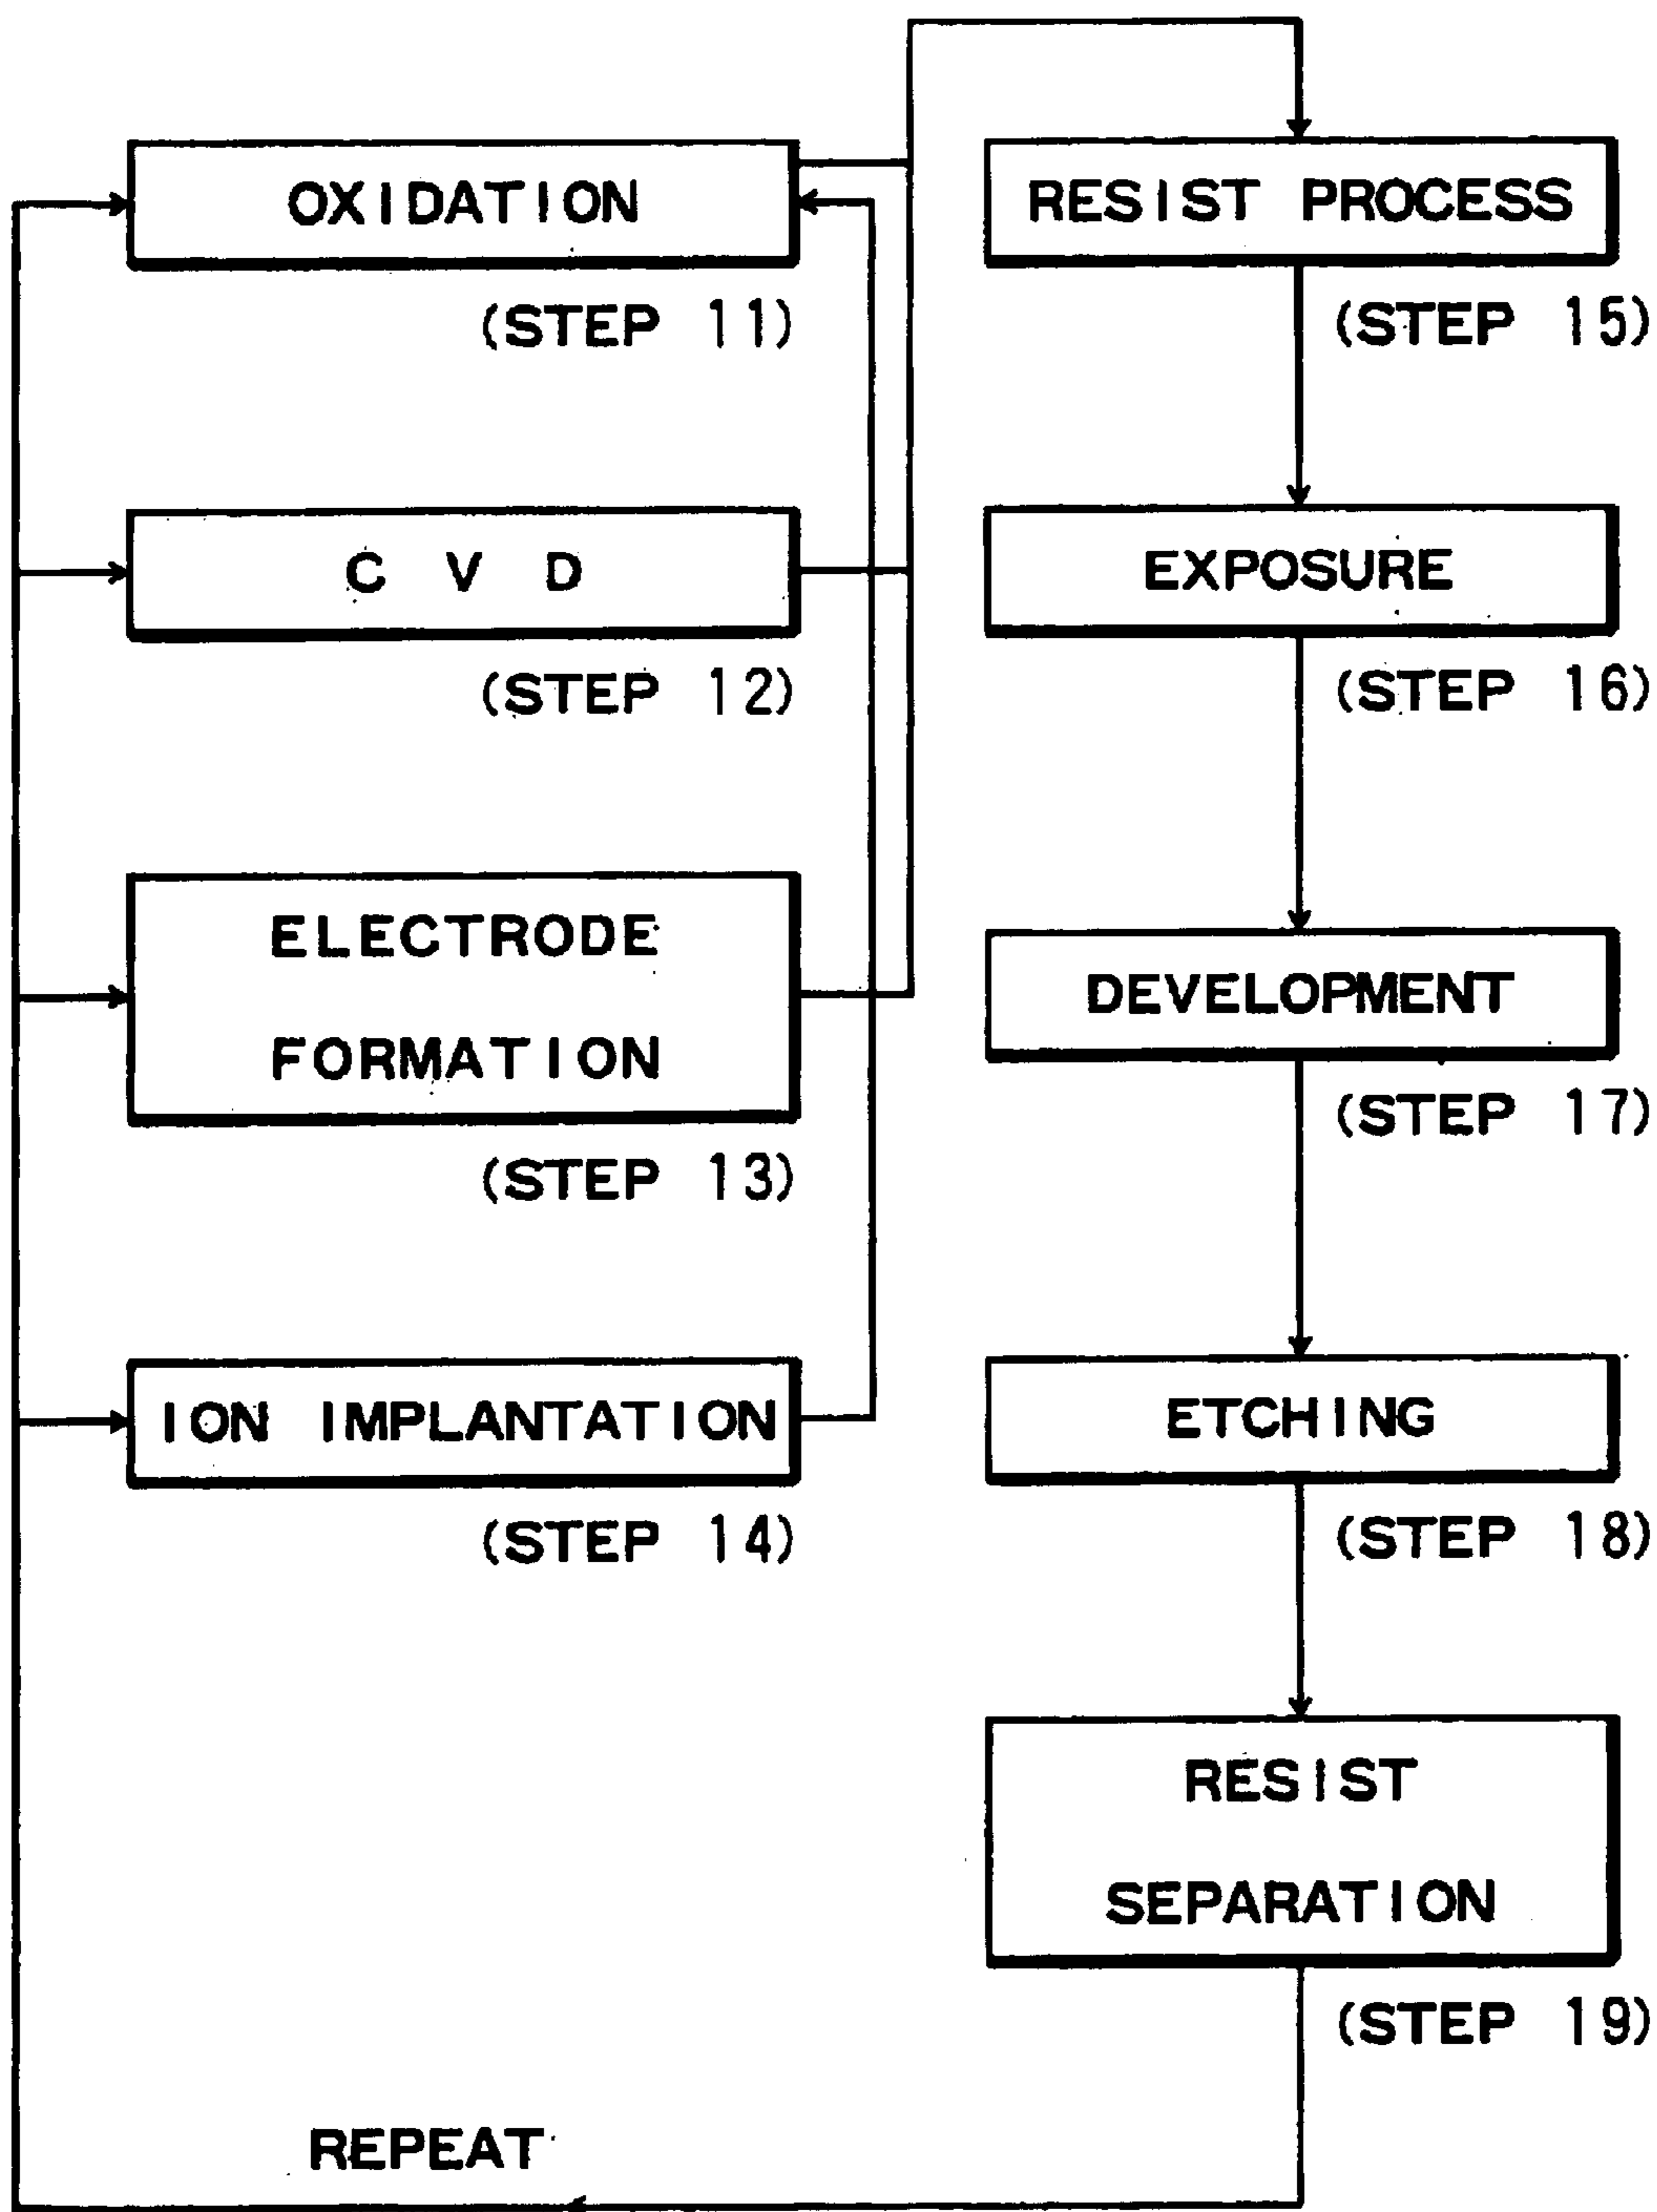 OXIDATION
(STEP 11)
C V D
(STEP 12)
ELECTRODE
FORMATION
(STEP 13)
ION IMPLANTATION
(STEP 14)
RESIST PROCESS
(STEP 15)
EXPOSURE
(STEP 16)
DEVELOPMENT
(STEP 17)
ETCHING
(STEP 18)
RESIST
SEPARATION
(STEP 19)
REPEAT